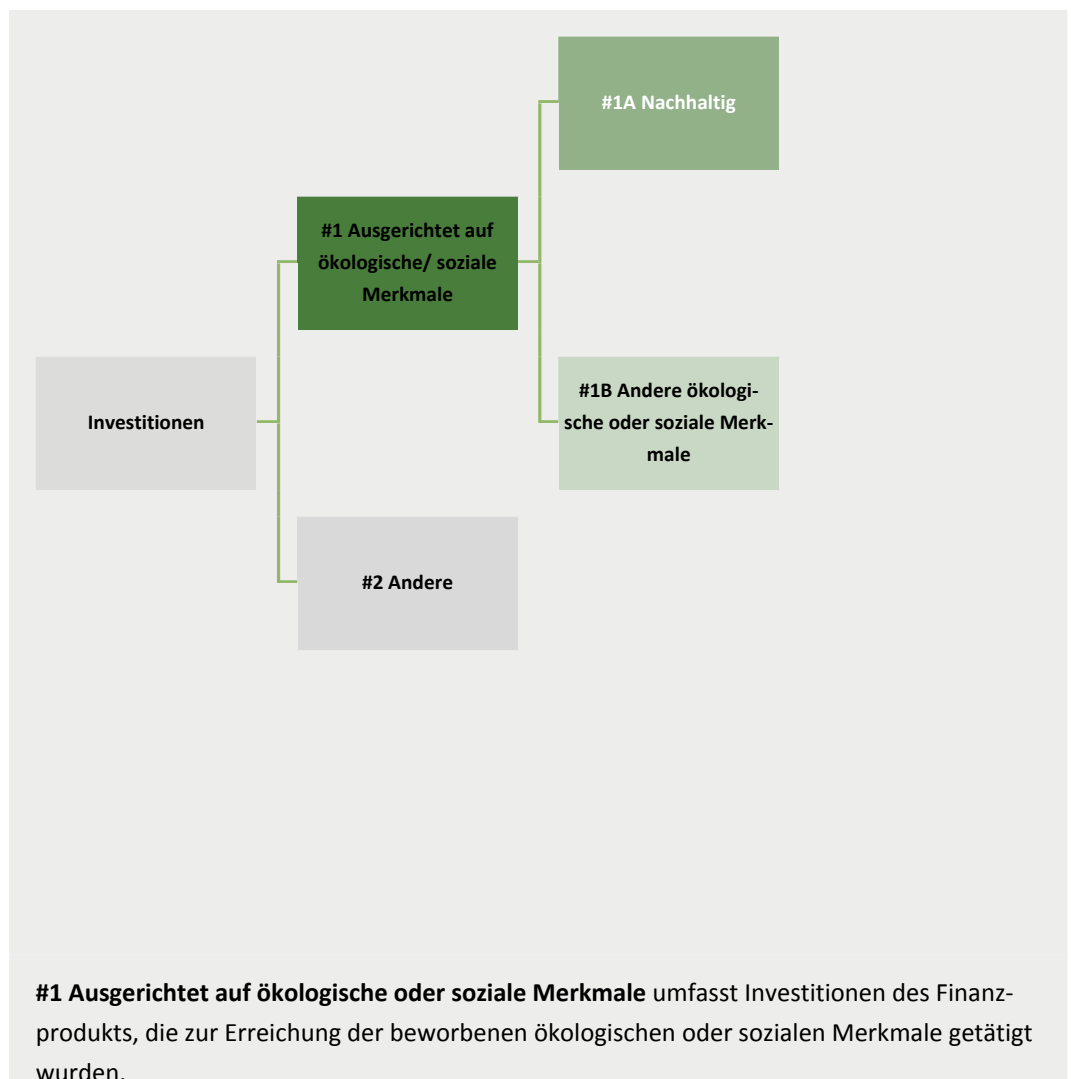 #1A Nachhaltig
#1 Ausgerichtet auf
ökologische/ soziale
Merkmale
#1B Andere ökologi-
sche oder soziale Merk-
male
Investitionen
#2 Andere
#1 Ausgerichtet auf ökologische oder soziale Merkmale umfasst Investitionen des Finanz-
produkts, die zur Erreichung der beworbenen ökologischen oder sozialen Merkmale getätigt
wurden.